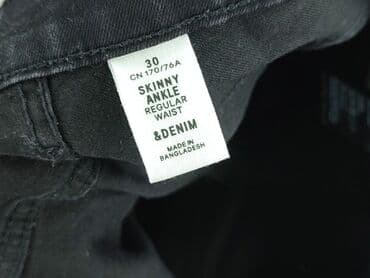 30
CN 170/76A
SKINNY
ANKLE
REGULAR
WAIST
&DENIM
MADE IN
BANGLADESH